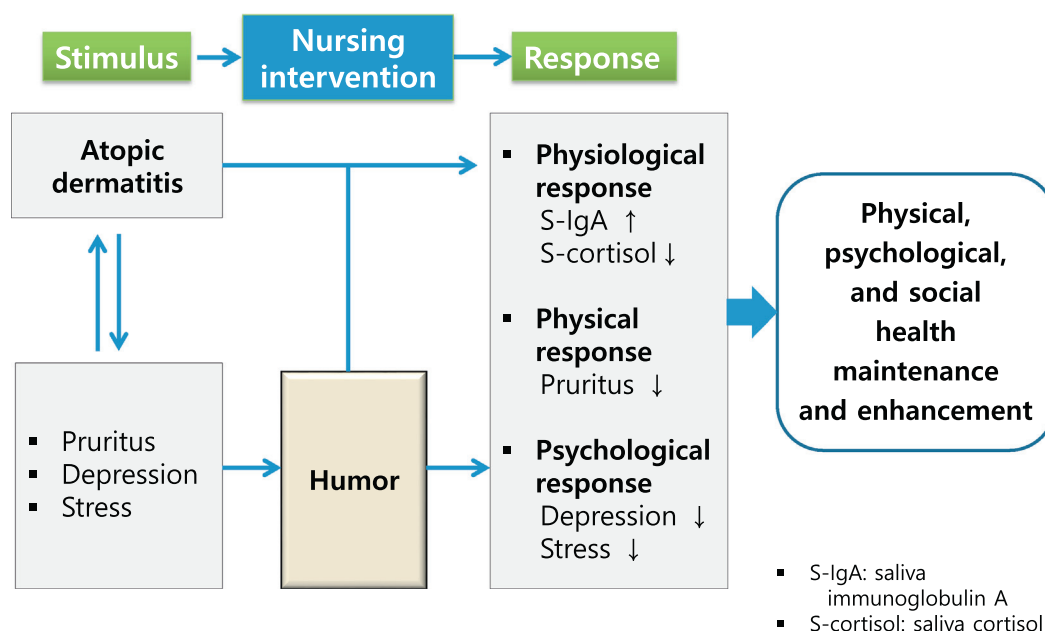 Stimulus
Nursing
intervention
Response
Atopic
dermatitis
▪ Pruritus
▪ Depression
▪ Stress
Humor
▪ Physiological
response
S-IgA ↑
S-cortisol ↓
▪ Physical
response
Pruritus ↓
▪ Psychological
response
Depression ↓
Stress ↓
Physical,
psychological,
and social
health
maintenance
and enhancement
▪ S-IgA: saliva
immunoglobulin A
▪ S-cortisol: saliva cortisol